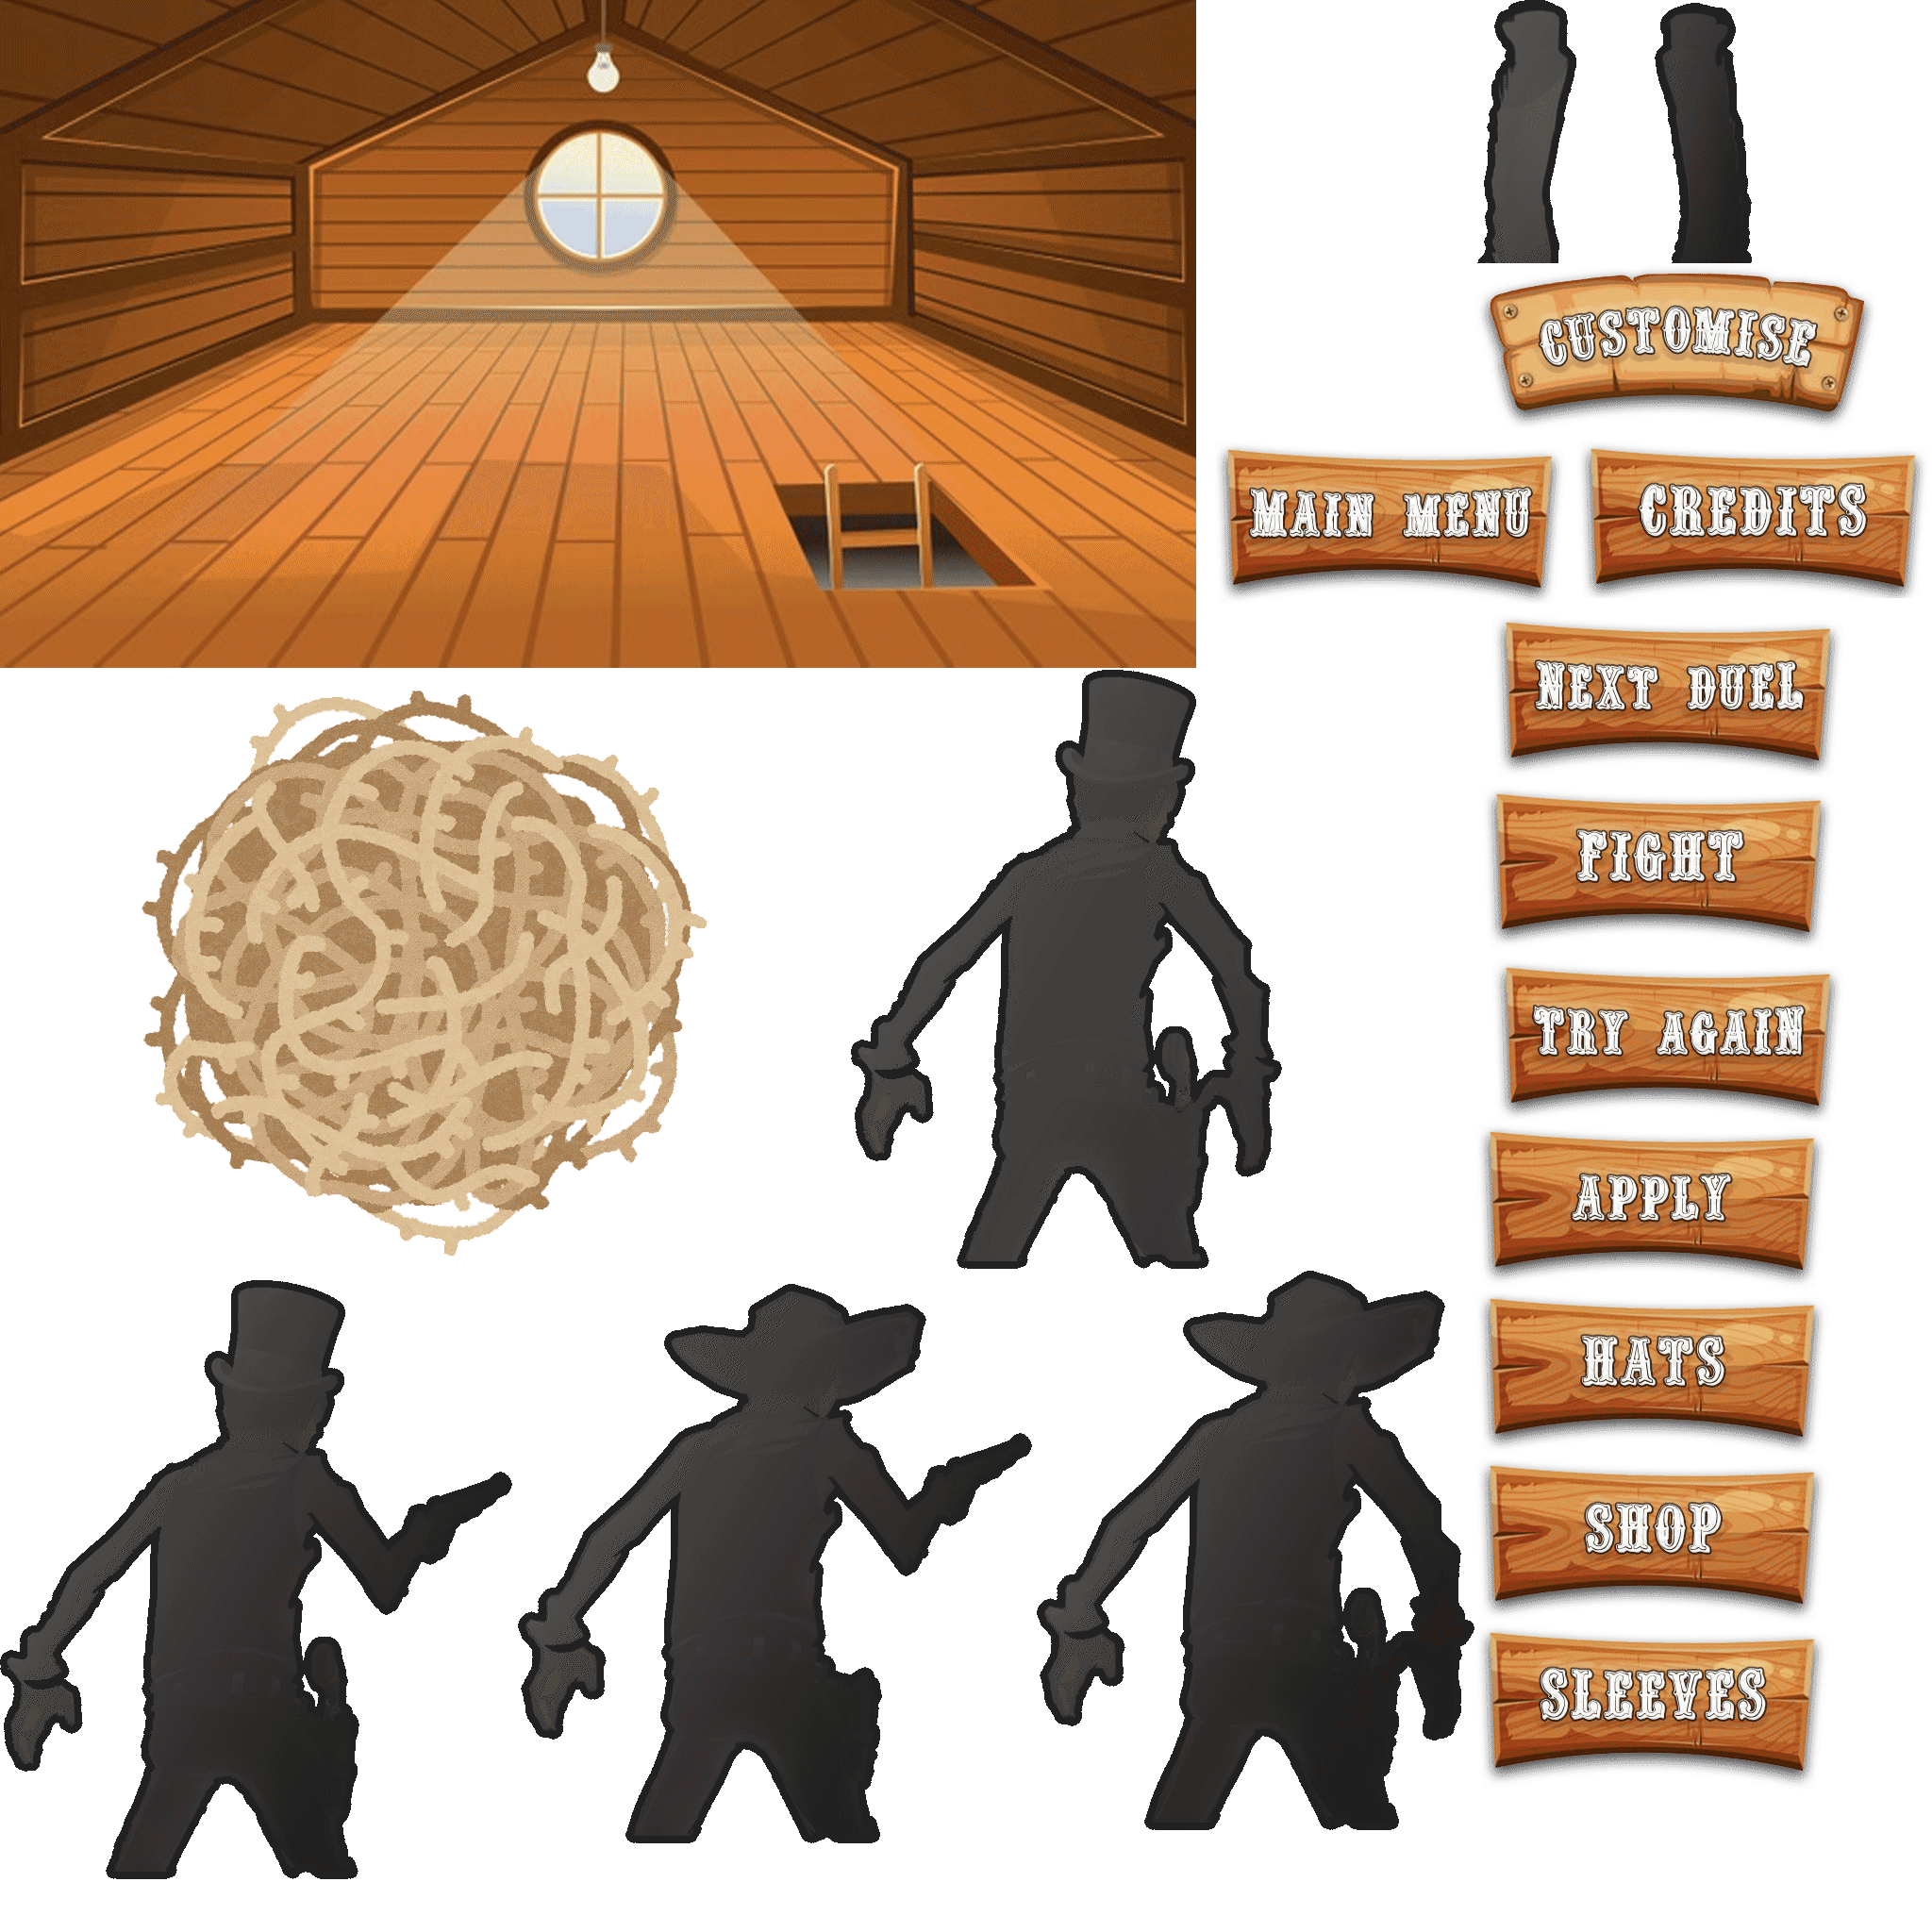 CUSTOMISE
MAIN MENU
CREDITS
NEXT DUEL
FIGHT
TRY AGAIN
APPLY
HATS
SHOP
SLEEVES